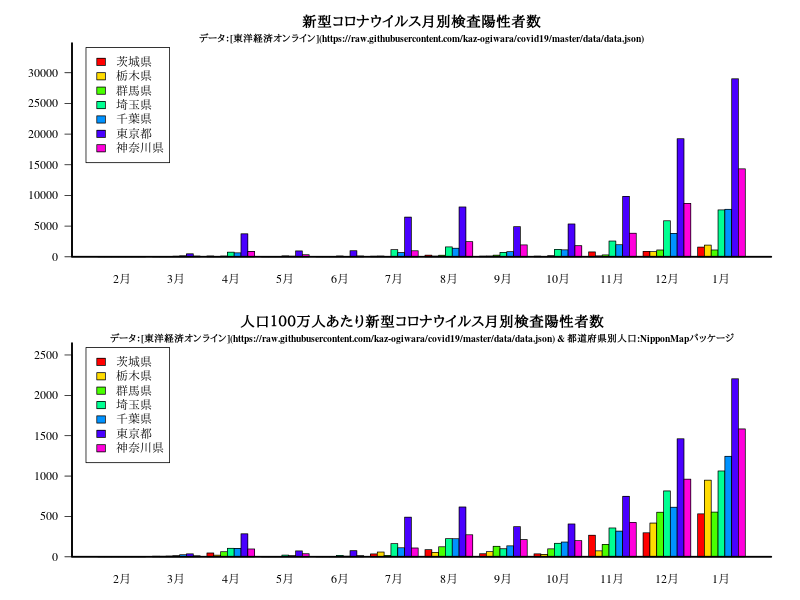 新型コロナウイルス月別検査陽性者数
データ：[東洋経済オンライン](https://raw.githubusercontent.com/kaz-ogiwara/covid19/master/data/data.json)
茨城県
栃木県
群馬県
埼玉県
千葉県
東京都
神奈川県
30000
25000
20000
15000
10000
5000
0
2月 3月 4月 5月 6月 7月 8月 9月 10月 11月 12月 1月
人口100万人あたり新型コロナウイルス月別検査陽性者数
データ：[東洋経済オンライン](https://raw.githubusercontent.com/kaz-ogiwara/covid19/master/data/data.json) & 都道府県別人口:NipponMapパッケージ
茨城県
栃木県
群馬県
埼玉県
千葉県
東京都
神奈川県
2500
2000
1500
1000
500
0
2月 3月 4月 5月 6月 7月 8月 9月 10月 11月 12月 1月